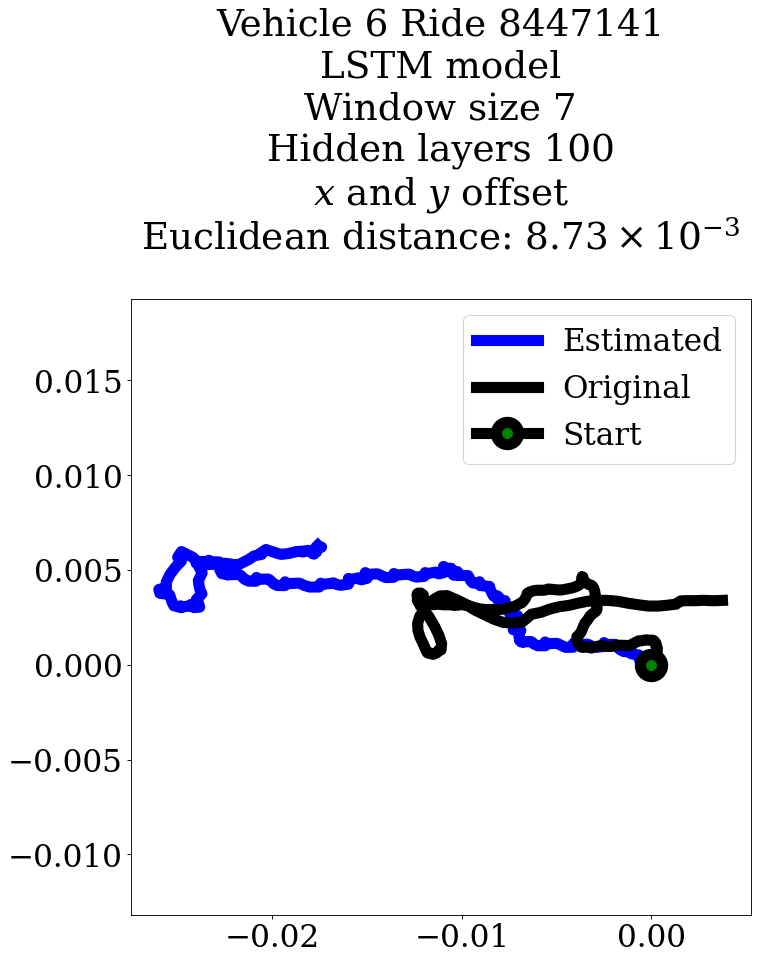 Vehicle 6 Ride 8447141
LSTM model
Window size 7
Hidden layers 100
x and y offset
Euclidean distance: 8.73 × 10⁻³
Estimated
Original
Start
0.015
0.010
0.005
0.000
−0.005
−0.010
−0.02
−0.01
0.00